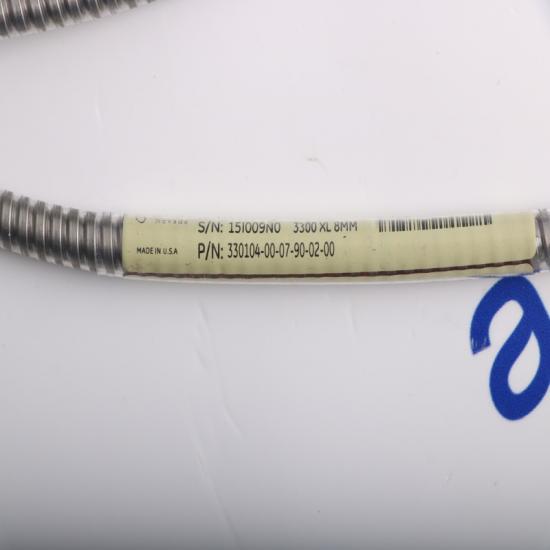 S/N: 151009N0 3300 XL 8MM
MADE IN U.S.A P/N: 330104-00-07-90-02-00
a